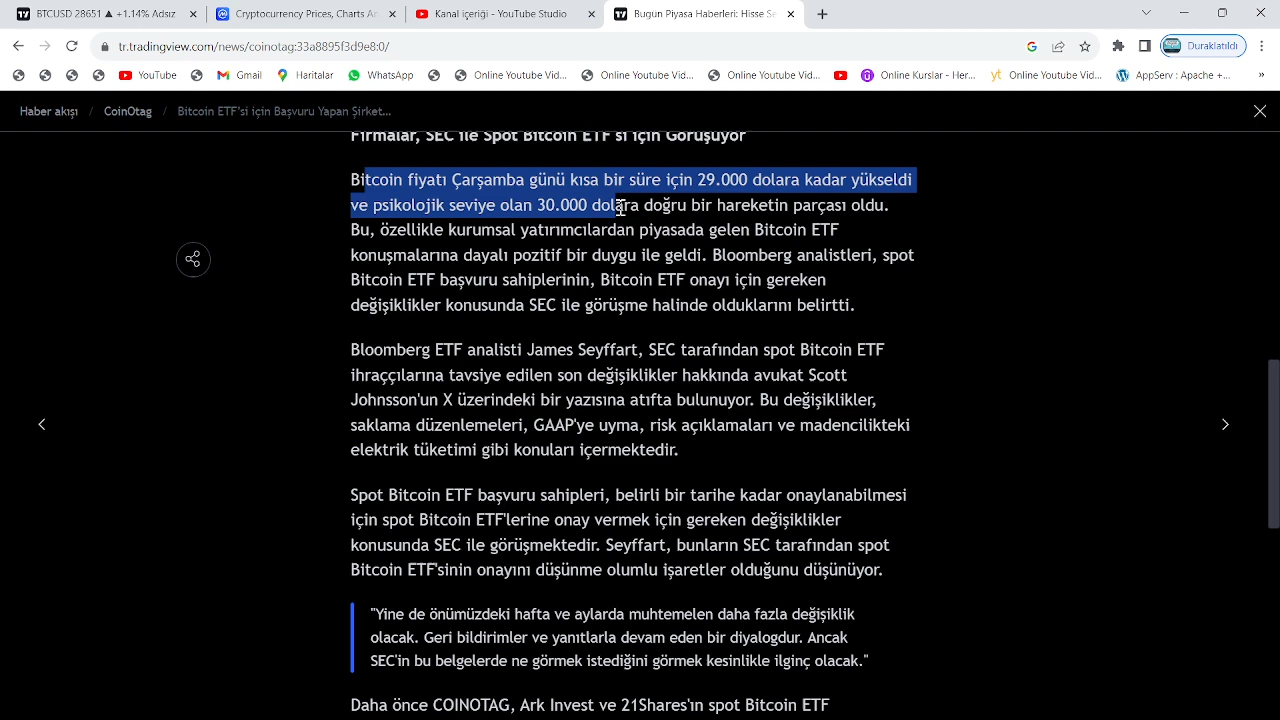 BTCUSD 28651 ▲ +1.14% Adsız
Cryptocurrency Prices, Charts Ar
Kanal içeriği - YouTube Studio
Bugün Piyasa Haberleri: Hisse Se
tr.tradingview.com/news/coinotag:33a8895f3d9e8:0/
Duraklatıldı
YouTube
Gmail
Haritalar
WhatsApp
Online Youtube Vid...
Online Youtube Vid...
Online Youtube Vid...
Online Kurslar - Her...
yt Online Youtube Vid...
AppServ : Apache +...
»
Haber akışı / CoinOtag / Bitcoin ETF'si için Başvuru Yapan Şirket...
Firmalar, SEC ile Spot Bitcoin ETF'si için Görüşüyor
Bitcoin fiyatı Çarşamba günü kısa bir süre için 29.000 dolara kadar yükseldi
ve psikolojik seviye olan 30.000 dolara doğru bir hareketin parçası oldu.
Bu, özellikle kurumsal yatırımcılardan piyasada gelen Bitcoin ETF
konuşmalarına dayalı pozitif bir duygu ile geldi. Bloomberg analistleri, spot
Bitcoin ETF başvuru sahiplerinin, Bitcoin ETF onayı için gereken
değişiklikler konusunda SEC ile görüşme halinde olduklarını belirtti.
Bloomberg ETF analisti James Seyffart, SEC tarafından spot Bitcoin ETF
ihraççılarına tavsiye edilen son değişiklikler hakkında avukat Scott
Johnsson'un X üzerindeki bir yazısına atıfta bulunuyor. Bu değişiklikler,
saklama düzenlemeleri, GAAP'ye uyma, risk açıklamaları ve madencilikteki
elektrik tüketimi gibi konuları içermektedir.
Spot Bitcoin ETF başvuru sahipleri, belirli bir tarihe kadar onaylanabilmesi
için spot Bitcoin ETF'lerine onay vermek için gereken değişiklikler
konusunda SEC ile görüşmektedir. Seyffart, bunların SEC tarafından spot
Bitcoin ETF'sinin onayını düşünme olumlu işaretler olduğunu düşünüyor.
"Yine de önümüzdeki hafta ve aylarda muhtemelen daha fazla değişiklik
olacak. Geri bildirimler ve yanıtlarla devam eden bir diyalogdur. Ancak
SEC'in bu belgelerde ne görmek istediğini görmek kesinlikle ilginç olacak."
Daha önce COINOTAG, Ark Invest ve 21Shares'ın spot Bitcoin ETF